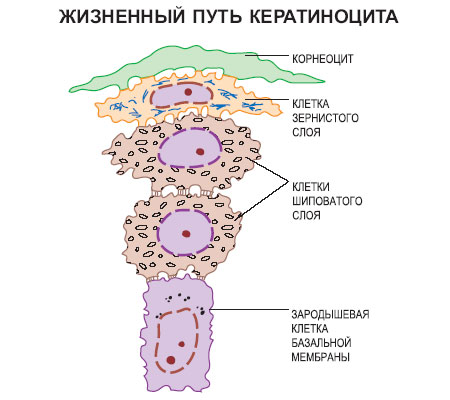 ЖИЗНЕННЫЙ ПУТЬ КЕРАТИНОЦИТА
КОРНЕОЦИТ
КЛЕТКА
ЗЕРНИСТОГО
СЛОЯ
КЛЕТКИ
ШИПОВАТОГО
СЛОЯ
ЗАРОДЫШЕВАЯ
КЛЕТКА
БАЗАЛЬНОЙ
МЕМБРАНЫ